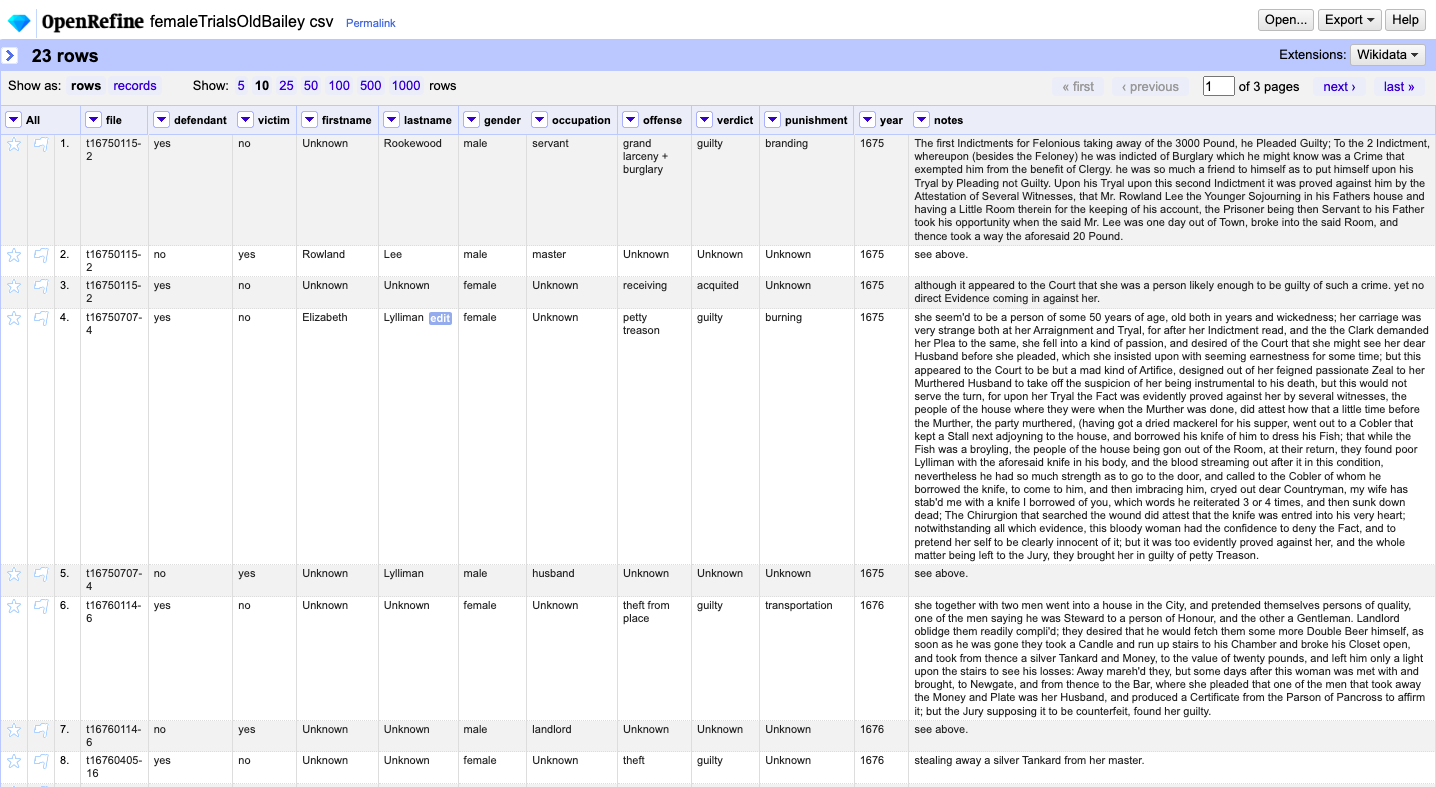 OpenRefine femaleTrialsOldBailey csv Permalink Open... Export Help
23 rows Extensions: Wikidata
Show as: rows records Show: 5 10 25 50 100 500 1000 rows « first ‹ previous 1 of 3 pages next › last »
All file defendant victim firstname lastname gender occupation offense verdict punishment year notes
1. t16750115-2 yes no Unknown Rookewood male servant grand larceny + burglary guilty branding 1675
The first Indictments for Felonious taking away of the 3000 Pound, he Pleaded Guilty; To the 2 Indictment,
whereupon (besides the Feloney) he was indicted of Burglary which he might know was a Crime that
exempted him from the benefit of Clergy. he was so much a friend to himself as to put himself upon his
Tryal by Pleading not Guilty. Upon his Tryal upon this second Indictment it was proved against him by the
Attestation of Several Witnesses, that Mr. Rowland Lee the Younger Sojourning in his Fathers house and
having a Little Room therein for the keeping of his account, the Prisoner being then Servant to his Father
took his opportunity when the said Mr. Lee was one day out of Town, broke into the said Room, and
thence took a way the aforesaid 20 Pound.
2. t16750115-2 no yes Rowland Lee male master Unknown Unknown Unknown 1675 see above.
3. t16750115-2 yes no Unknown Unknown female Unknown receiving acquited Unknown 1675
although it appeared to the Court that she was a person likely enough to be guilty of such a crime. yet no
direct Evidence coming in against her.
4. t16750707-4 yes no Elizabeth Lylliman edit female Unknown petty treason guilty burning 1675
she seem'd to be a person of some 50 years of age, old both in years and wickedness; her carriage was
very strange both at her Arraignment and Tryal, for after her Indictment read, and the the Clark demanded
her Plea to the same, she fell into a kind of passion, and desired of the Court that she might see her dear
Husband before she pleaded, which she insisted upon with seeming earnestness for some time; but this
appeared to the Court to be but a mad kind of Artifice, designed out of her feigned passionate Zeal to her
Murthered Husband to take off the suspicion of her being instrumental to his death, but this would not
serve the turn, for upon her Tryal the Fact was evidently proved against her by several witnesses, the
people of the house where they were when the Murther was done, did attest how that a little time before
the Murther, the party murthered, (having got a dried mackerel for his supper, went out to a Cobler that
kept a Stall next adjoyning to the house, and borrowed his knife of him to dress his Fish; that while the
Fish was a broyling, the people of the house being gon out of the Room, at their return, they found poor
Lylliman with the aforesaid knife in his body, and the blood streaming out after it in this condition,
nevertheless he had so much strength as to go to the door, and called to the Cobler of whom he
borrowed the knife, to come to him, and then imbracing him, cryed out dear Countryman, my wife has
stab'd me with a knife I borrowed of you, which words he reiterated 3 or 4 times, and then sunk down
dead; The Chirurgion that searched the wound did attest that the knife was entred into his very heart;
notwithstanding all which evidence, this bloody woman had the confidence to deny the Fact, and to
pretend her self to be clearly innocent of it; but it was too evidently proved against her, and the whole
matter being left to the Jury, they brought her in guilty of petty Treason.
5. t16750707-4 no yes Unknown Lylliman male husband Unknown Unknown Unknown 1675 see above.
6. t16760114-6 yes no Unknown Unknown female Unknown theft from place guilty transportation 1676
she together with two men went into a house in the City, and pretended themselves persons of quality,
one of the men saying he was Steward to a person of Honour, and the other a Gentleman. Landlord
oblidge them readily compli'd; they desired that he would fetch them some more Double Beer himself, as
soon as he was gone they took a Candle and run up stairs to his Chamber and broke his Closet open,
and took from thence a silver Tankard and Money, to the value of twenty pounds, and left him only a light
upon the stairs to see his losses: Away mareh'd they, but some days after this woman was met with and
brought, to Newgate, and from thence to the Bar, where she pleaded that one of the men that took away
the Money and Plate was her Husband, and produced a Certificate from the Parson of Pancross to affirm
it; but the Jury supposing it to be counterfeit, found her guilty.
7. t16760114-6 no yes Unknown Unknown male landlord Unknown Unknown Unknown 1676 see above.
8. t16760405-16 yes no Unknown Unknown female Unknown theft guilty Unknown 1676 stealing away a silver Tankard from her master.